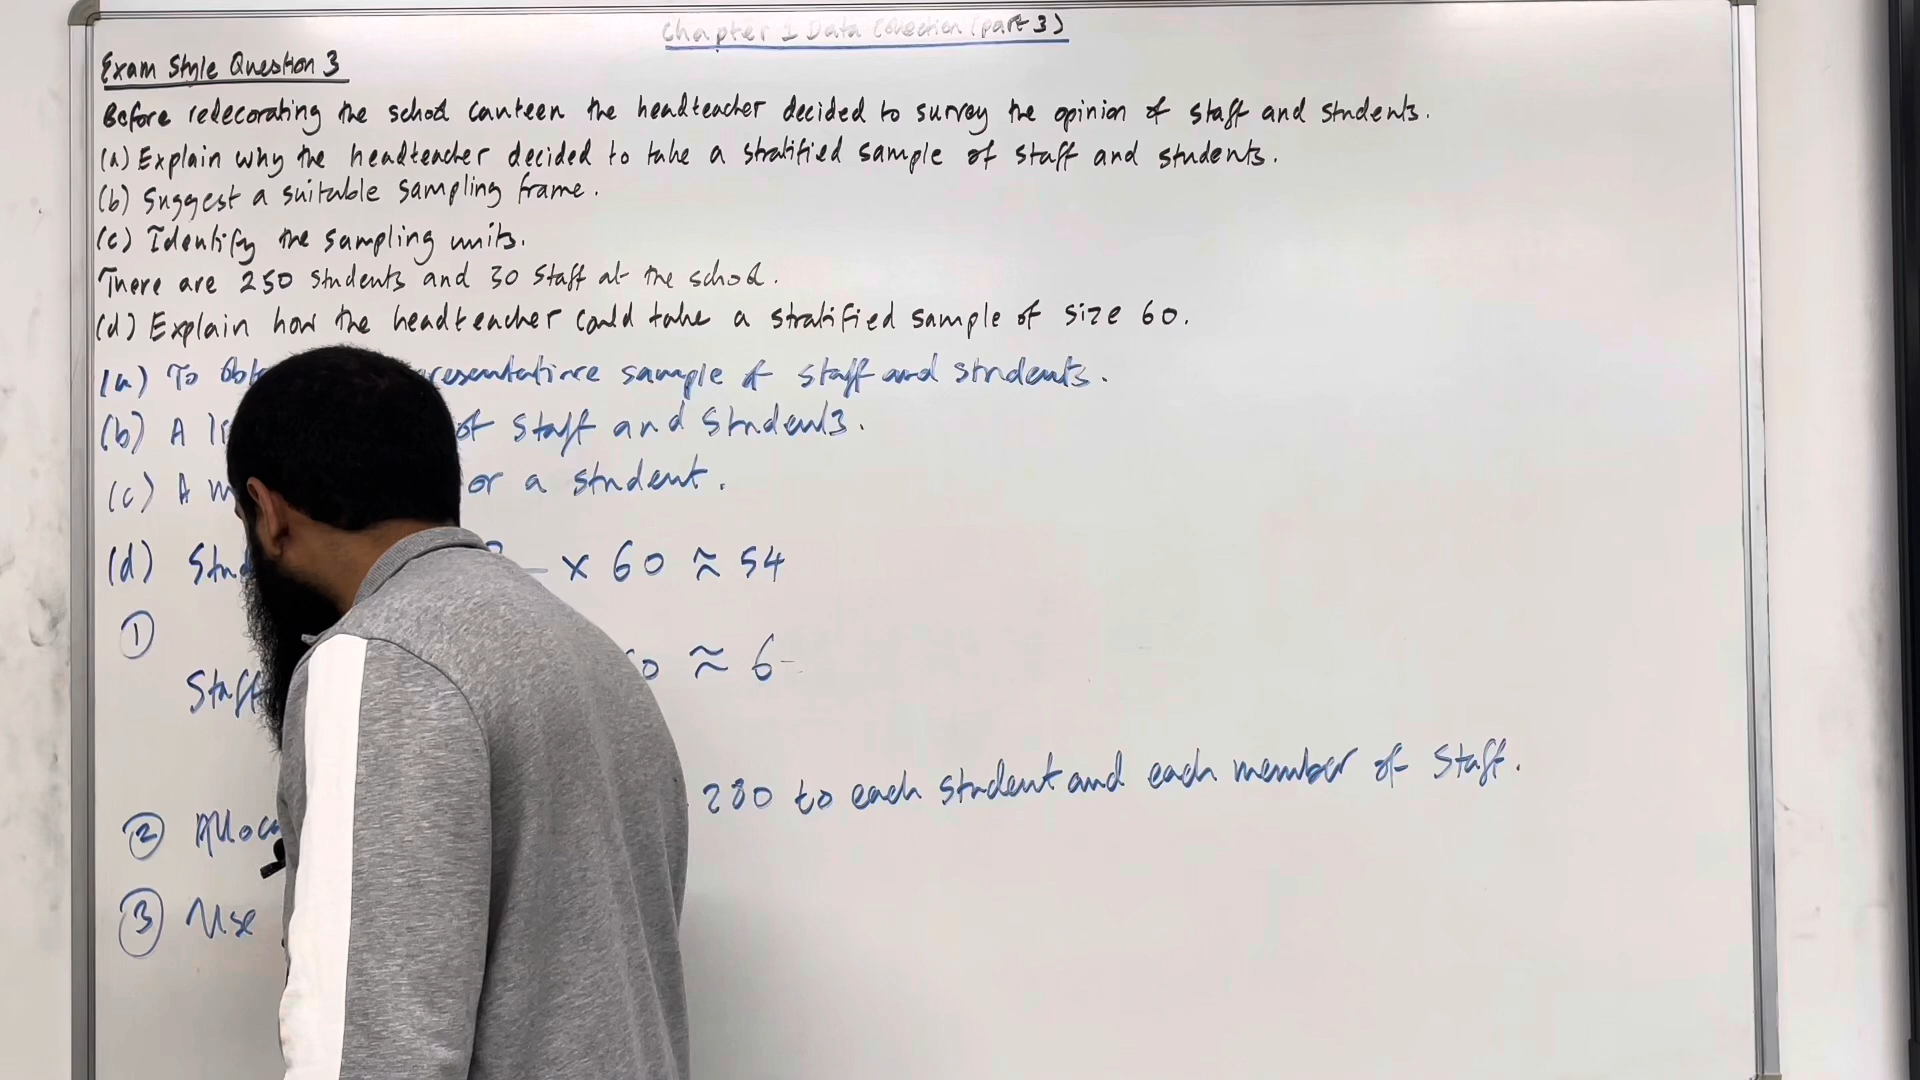 Chapter 1 Data Collection (part 3)
Exam Style Question 3
Before redecorating the school canteen the headteacher decided to survey the opinion of staff and students.
(a) Explain why the headteacher decided to take a stratified sample of staff and students.
(b) Suggest a suitable sampling frame.
(c) Identify the sampling units.
There are 250 students and 30 staff at the school.
(d) Explain how the headteacher could take a stratified sample of size 60.
(a) To sample of staff and students.
(b) A of staff and students.
(c) A or a student.
(d) × 60 ≈ 54
①
Staff ≈ 6
② 280 to each student and each member of staff.
③ Use